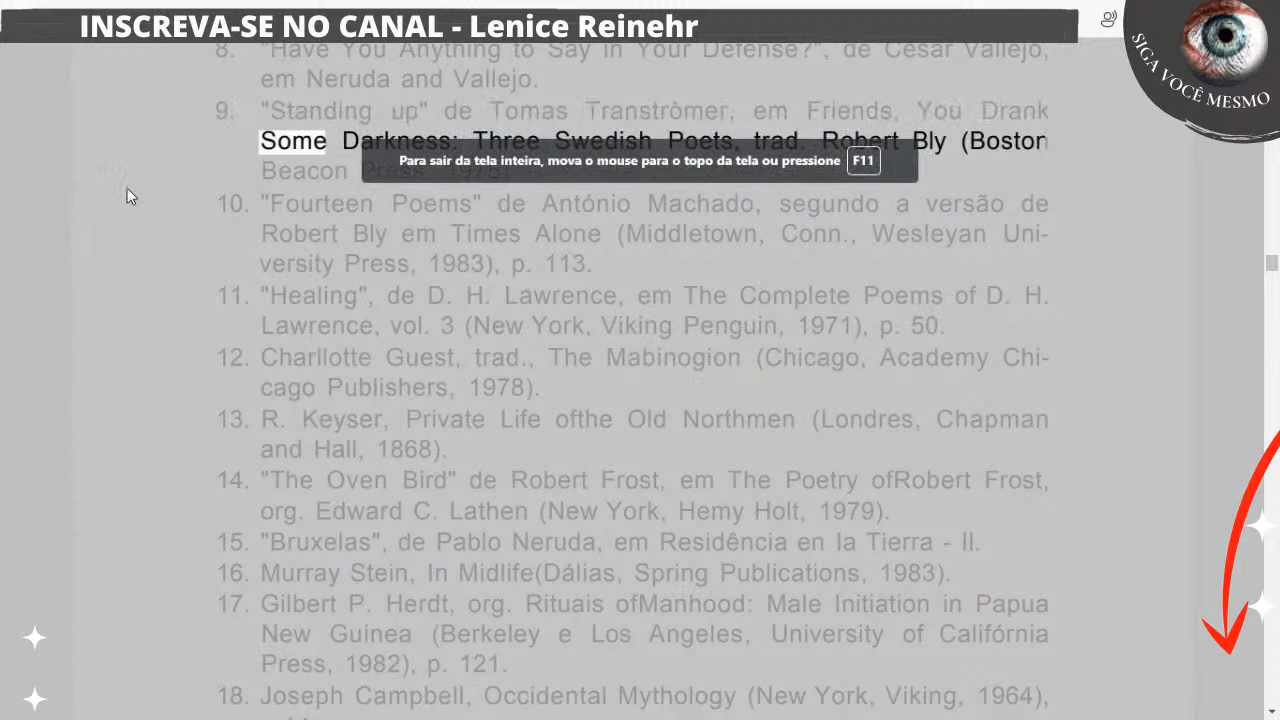 INSCREVA-SE NO CANAL - Lenice Reinehr
SIGA VOCÊ MESMO
8. "Have You Anything to Say in Your Defense?", de César Vallejo,
em Neruda and Vallejo.
9. "Standing up" de Tomas Transtròmer, em Friends, You Drank
Some Darkness: Three Swedish Poets, trad. Robert Bly (Boston
Para sair da tela inteira, mova o mouse para o topo da tela ou pressione F11
Beacon
10. "Fourteen Poems" de António Machado, segundo a versão de
Robert Bly em Times Alone (Middletown, Conn., Wesleyan Uni-
versity Press, 1983), p. 113.
11. "Healing", de D. H. Lawrence, em The Complete Poems of D. H.
Lawrence, vol. 3 (New York, Viking Penguin, 1971), p. 50.
12. Charllotte Guest, trad., The Mabinogion (Chicago, Academy Chi-
cago Publishers, 1978).
13. R. Keyser, Private Life ofthe Old Northmen (Londres, Chapman
and Hall, 1868).
14. "The Oven Bird" de Robert Frost, em The Poetry ofRobert Frost,
org. Edward C. Lathen (New York, Hemy Holt, 1979).
15. "Bruxelas", de Pablo Neruda, em Residência en la Tierra - II.
16. Murray Stein, In Midlife(Dálias, Spring Publications, 1983).
17. Gilbert P. Herdt, org. Rituais ofManhood: Male Initiation in Papua
New Guinea (Berkeley e Los Angeles, University of Califórnia
Press, 1982), p. 121.
18. Joseph Campbell, Occidental Mythology (New York, Viking, 1964),